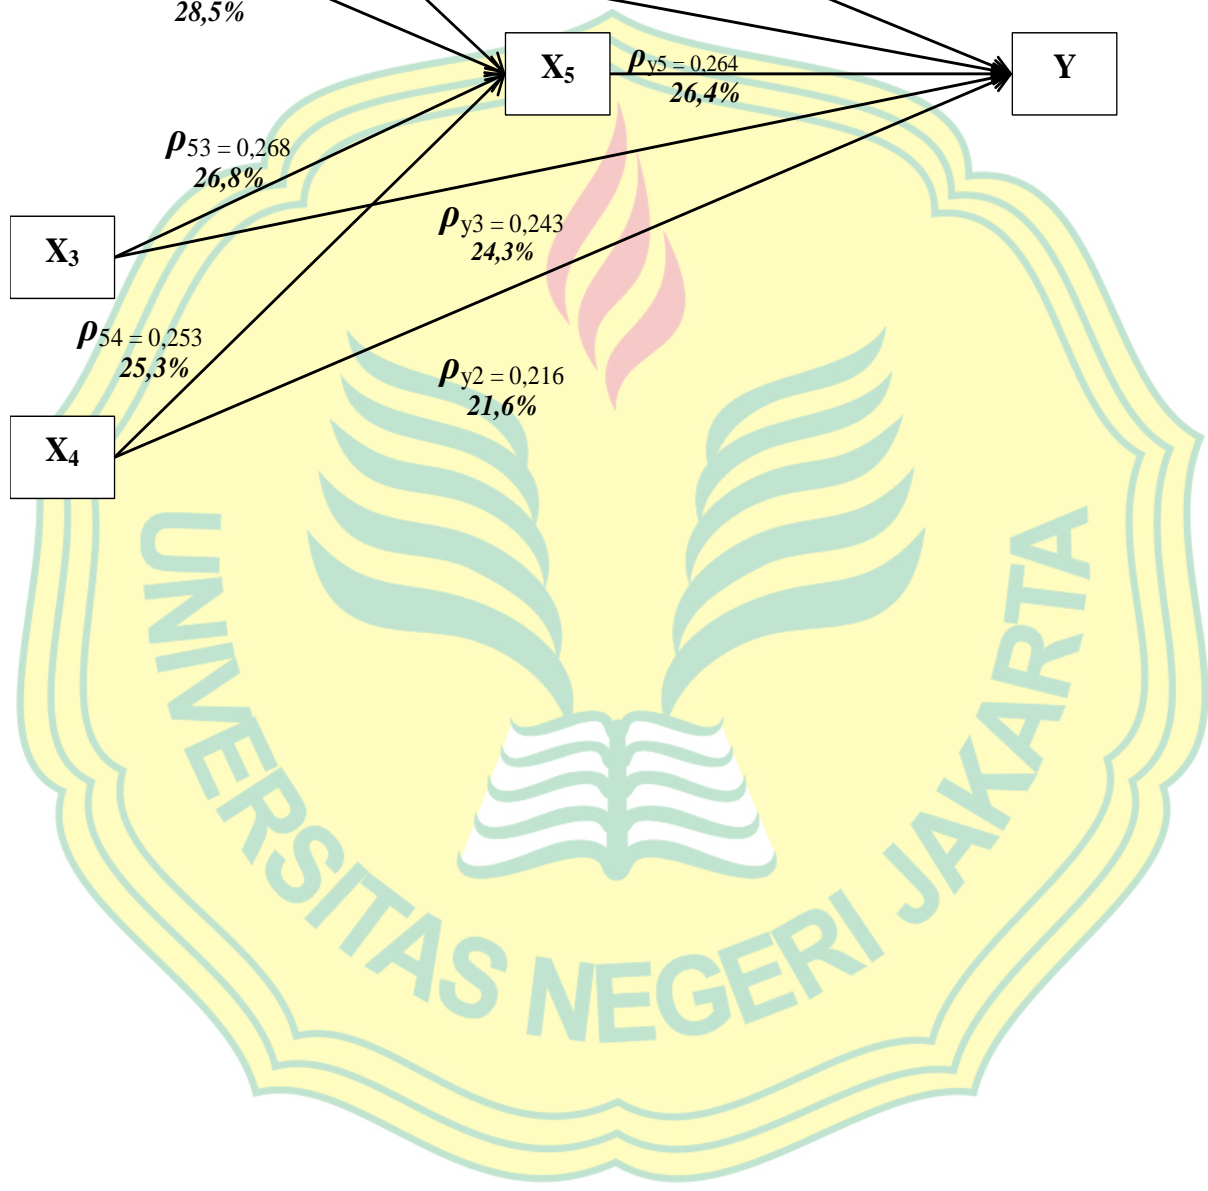 28,5%
X₅
ρy5 = 0,264
26,4%
Y
ρ53 = 0,268
26,8%
X₃
ρy3 = 0,243
24,3%
ρ54 = 0,253
25,3%
ρy2 = 0,216
21,6%
X₄
UNIVERSITAS NEGERI JAKARTA